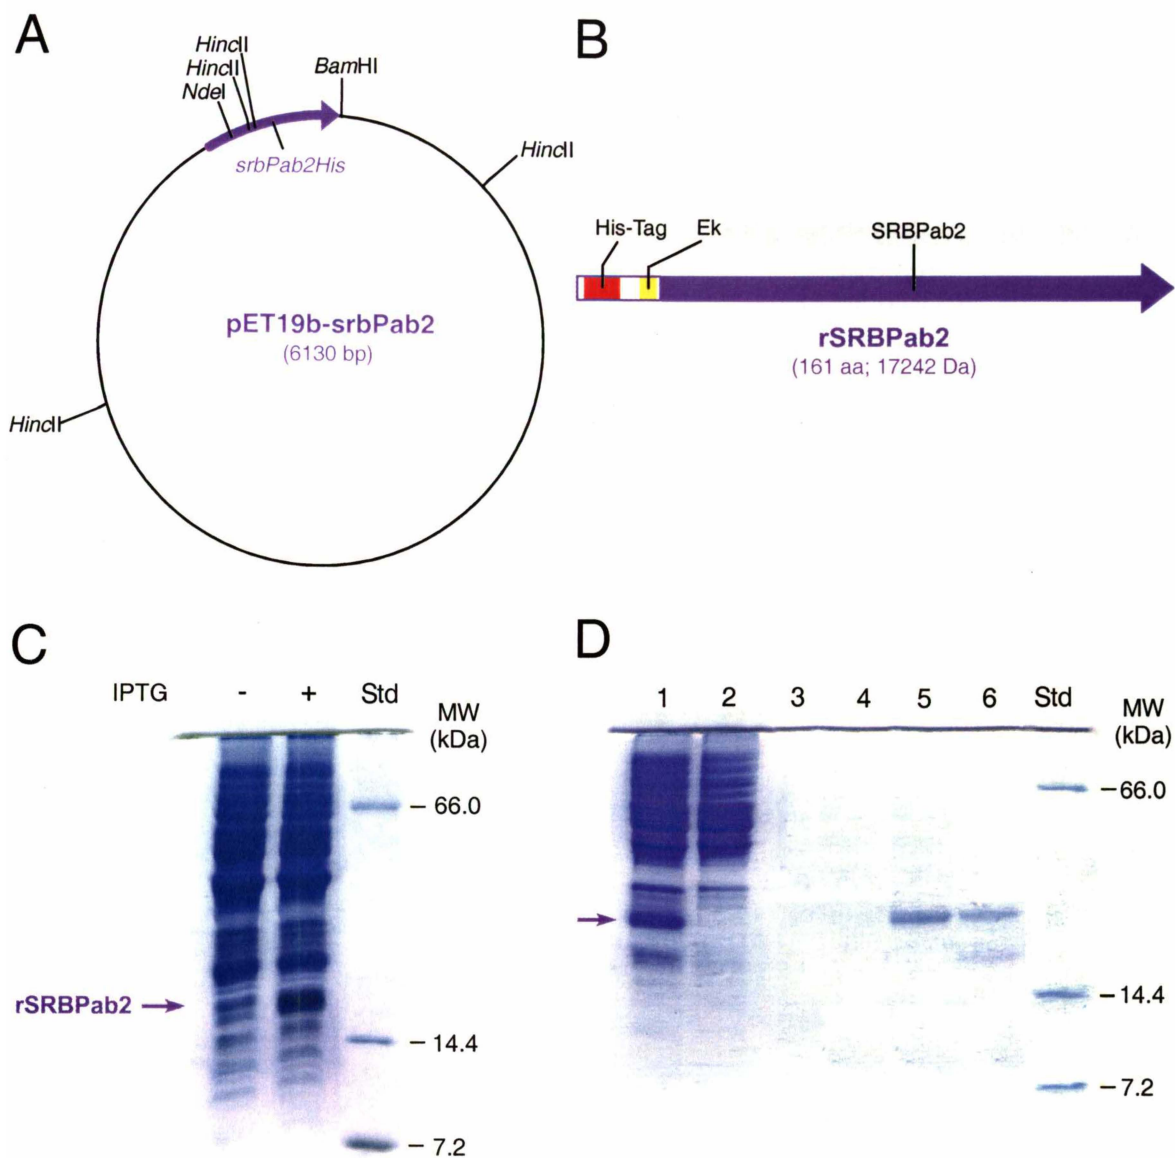 A
HincII
HincII
NdeI
BamHI
srbPab2His
HincII
pET19b-srbPab2
(6130 bp)
HincII
B
His-Tag Ek SRBPab2
rSRBPab2
(161 aa; 17242 Da)
C
IPTG - + Std
MW
(kDa)
– 66.0
rSRBPab2
– 14.4
– 7.2
D
1 2 3 4 5 6 Std
MW
(kDa)
–66.0
–14.4
–7.2